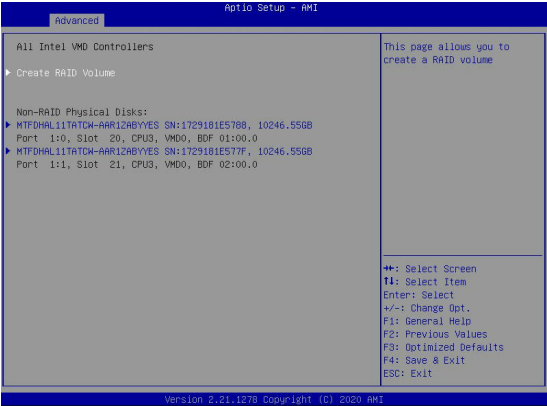 Aptio Setup - AMI
Advanced
All Intel VMD Controllers
Create RAID Volume
Non-RAID Physical Disks:
MTFDHAL11TATCW-AAR1ZABYYES SN:1729181E5788, 10246.55GB
Port 1:0, Slot 20, CPU3, VMD0, BDF 01:00.0
MTFDHAL11TATCW-AAR1ZABYYES SN:1729181E577F, 10246.55GB
Port 1:1, Slot 21, CPU3, VMD0, BDF 02:00.0
This page allows you to
create a RAID volume
→←: Select Screen
↑↓: Select Item
Enter: Select
+/-: Change Opt.
F1: General Help
F2: Previous Values
F3: Optimized Defaults
F4: Save & Exit
ESC: Exit
Version 2.21.1278 Copyright (C) 2020 AMI